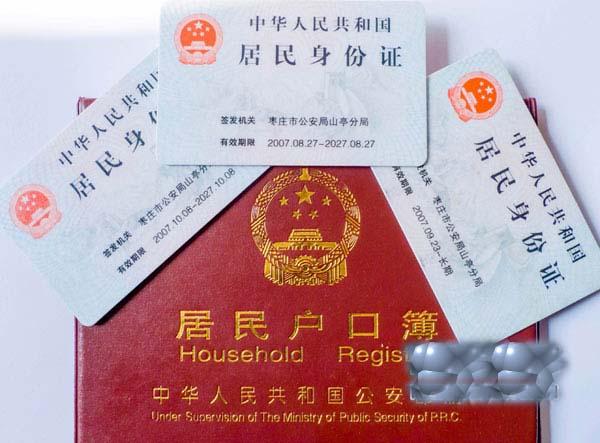 中华人民共和国
居民身份证
签发机关 枣庄市公安局山亭分局
有效期限 2007.08.27-2027.08.27
中华人民共和国
居民身份证
签发机关 枣庄市公安局山亭分局
有效期限 2007.10.08-2027.10.08
中华人民共和国
居民身份证
签发机关 枣庄市公安局山亭分局
有效期限 2007.09.23-长期
居民户口簿
Household Regist
中华人民共和国公安
Under Supervision of The Ministry of Public Security of P.R.C.